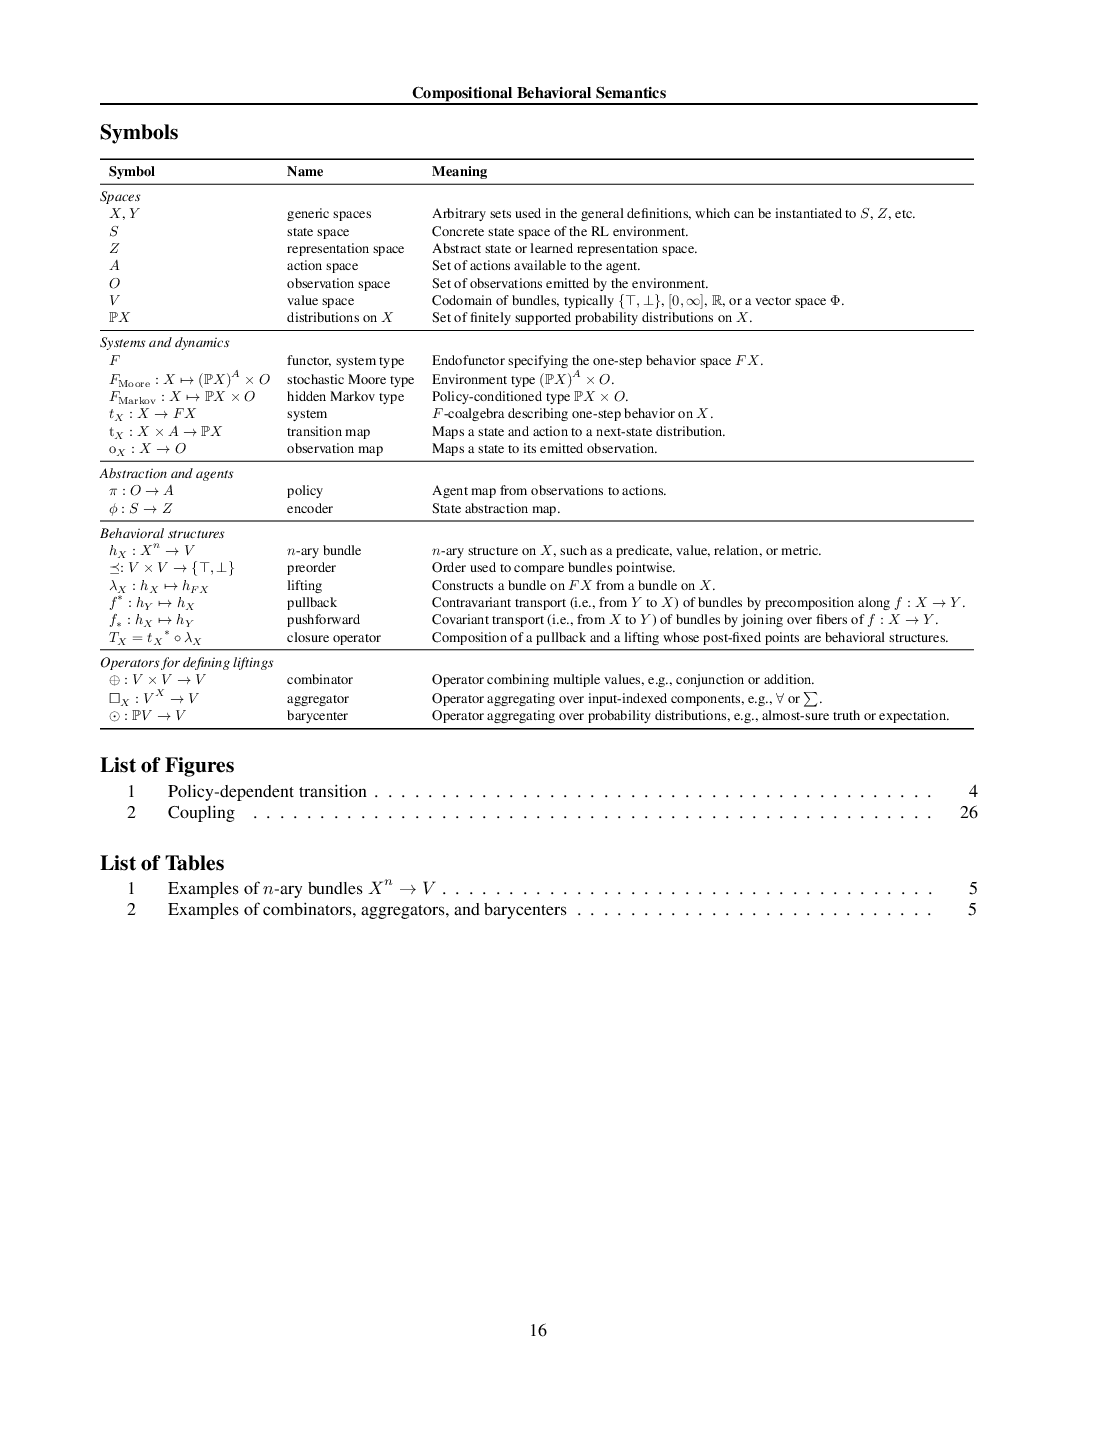 Compositional Behavioral Semantics
Symbols
Symbol Name Meaning
Spaces
X, Y generic spaces Arbitrary sets used in the general definitions, which can be instantiated to S, Z, etc.
S state space Concrete state space of the RL environment.
Z representation space Abstract state or learned representation space.
A action space Set of actions available to the agent.
O observation space Set of observations emitted by the environment.
V value space Codomain of bundles, typically {⊤, ⊥}, [0, ∞], ℝ, or a vector space Φ.
ℙX distributions on X Set of finitely supported probability distributions on X.
Systems and dynamics
F functor, system type Endofunctor specifying the one-step behavior space FX.
F_Moore : X ↦ (ℙX)^A × O stochastic Moore type Environment type (ℙX)^A × O.
F_Markov : X ↦ ℙX × O hidden Markov type Policy-conditioned type ℙX × O.
t_X : X → FX system F-coalgebra describing one-step behavior on X.
t_X : X × A → ℙX transition map Maps a state and action to a next-state distribution.
o_X : X → O observation map Maps a state to its emitted observation.
Abstraction and agents
π : O → A policy Agent map from observations to actions.
ϕ : S → Z encoder State abstraction map.
Behavioral structures
h_X : X^n → V n-ary bundle n-ary structure on X, such as a predicate, value, relation, or metric.
⪯: V × V → {⊤, ⊥} preorder Order used to compare bundles pointwise.
λ_X : h_X ↦ h_FX lifting Constructs a bundle on FX from a bundle on X.
f^* : h_Y ↦ h_X pullback Contravariant transport (i.e., from Y to X) of bundles by precomposition along f : X → Y.
f_* : h_X ↦ h_Y pushforward Covariant transport (i.e., from X to Y) of bundles by joining over fibers of f : X → Y.
T_X = t_X^* ∘ λ_X closure operator Composition of a pullback and a lifting whose post-fixed points are behavioral structures.
Operators for defining liftings
⊕ : V × V → V combinator Operator combining multiple values, e.g., conjunction or addition.
□_X : V^X → V aggregator Operator aggregating over input-indexed components, e.g., ∀ or ∑.
⊙ : ℙV → V barycenter Operator aggregating over probability distributions, e.g., almost-sure truth or expectation.
List of Figures
1 Policy-dependent transition . . . . . . . . . . . . . . . . . . . . . . . . . . . . . . . . . . . . . . . . . . 4
2 Coupling . . . . . . . . . . . . . . . . . . . . . . . . . . . . . . . . . . . . . . . . . . . . . . . . . . . 26
List of Tables
1 Examples of n-ary bundles X^n → V . . . . . . . . . . . . . . . . . . . . . . . . . . . . . . . . . . . . . 5
2 Examples of combinators, aggregators, and barycenters . . . . . . . . . . . . . . . . . . . . . . . . . . . 5
16